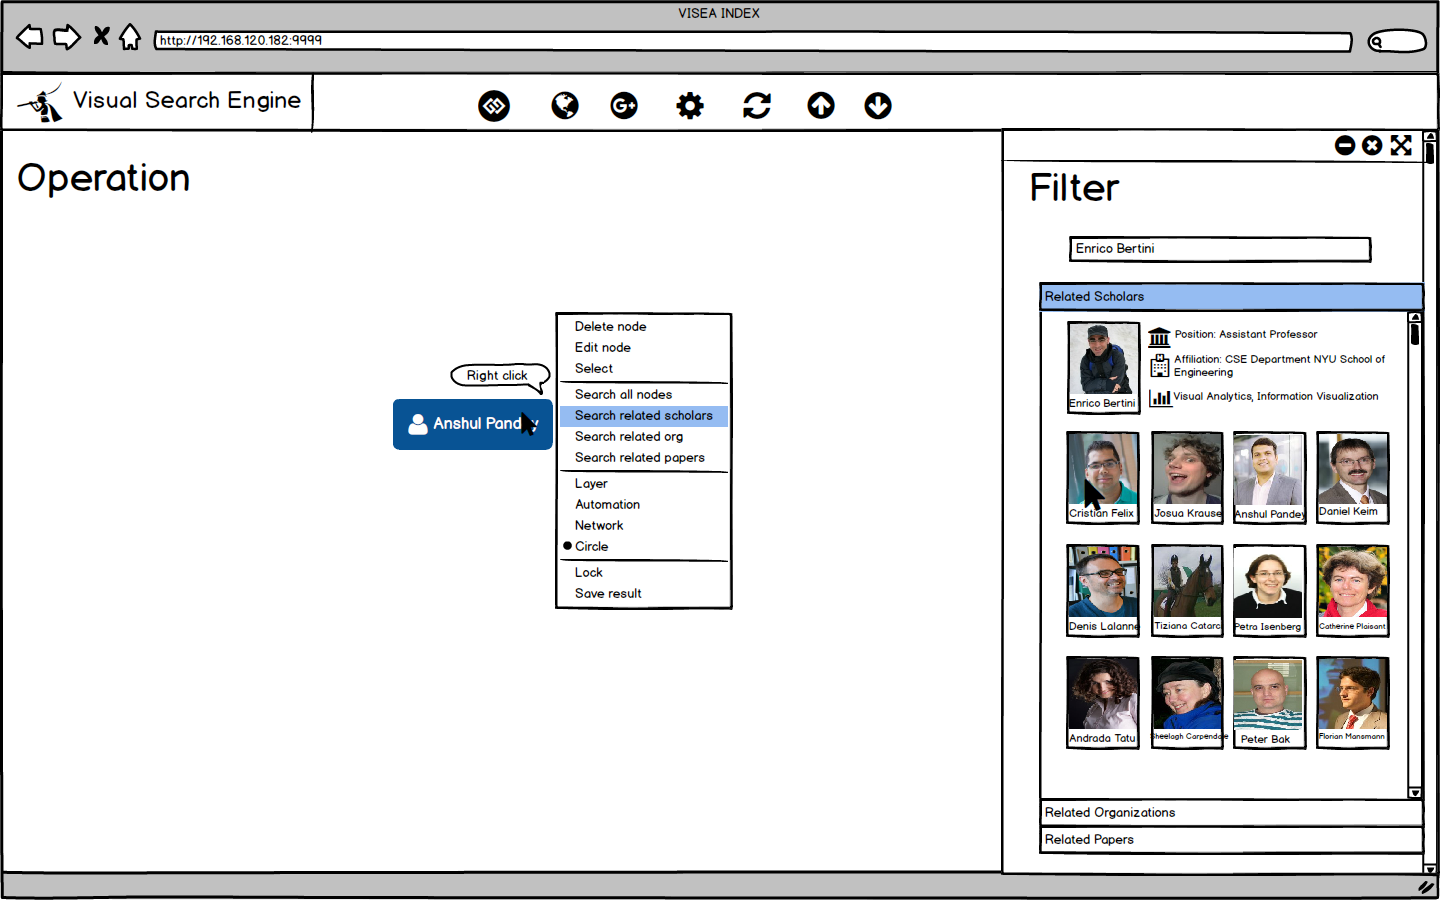 VISEA INDEX
http://192.168.120.182:9999
Visual Search Engine
G+
Operation
Right click
Anshul Pandey
Delete node
Edit node
Select
Search all nodes
Search related scholars
Search related org
Search related papers
Layer
Automation
Network
Circle
Lock
Save result
Filter
Enrico Bertini
Related Scholars
Enrico Bertini
Position: Assistant Professor
Affiliation: CSE Department NYU School of
Engineering
Visual Analytics, Information Visualization
Cristian Felix
Josua Krause
Anshul Pandey
Daniel Keim
Denis Lalanne
Tiziana Catarc
Petra Isenberg
Catherine Plaisant
Andrada Tatu
Sheelagh Carpendale
Peter Bak
Florian Mansmann
Related Organizations
Related Papers